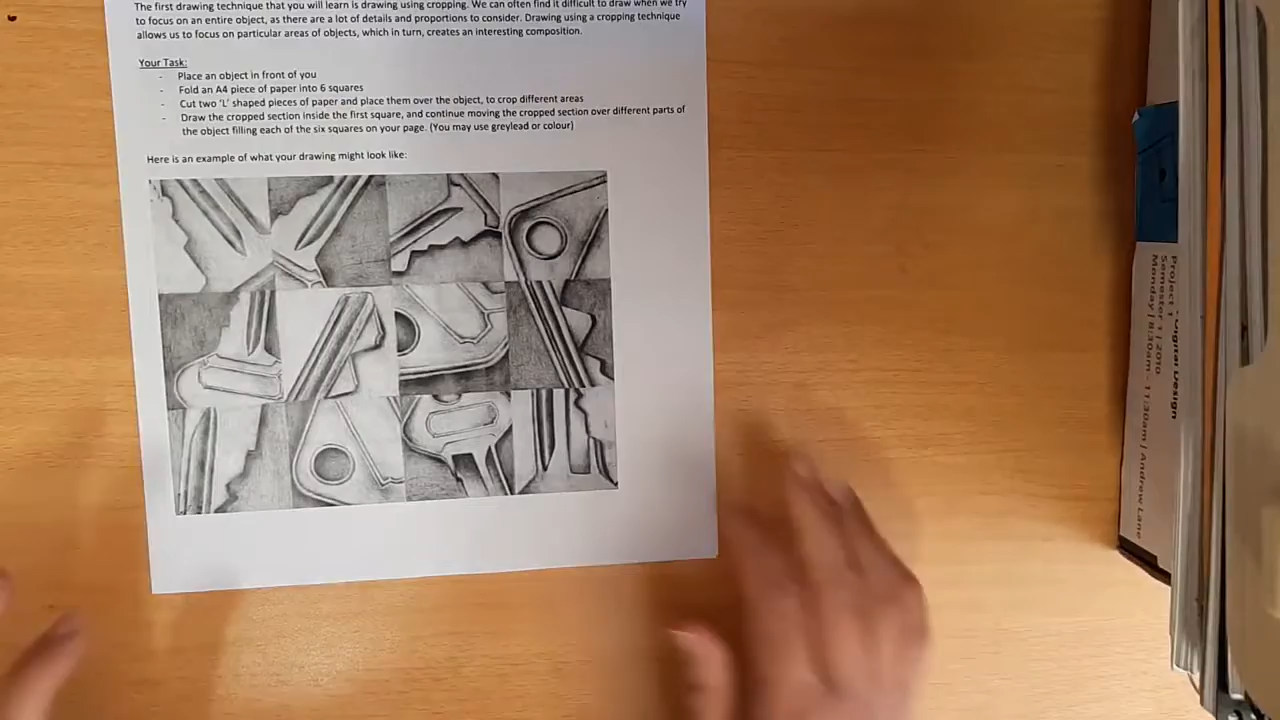 The first drawing technique that you will learn is drawing using cropping. We can often find it difficult to draw when we try
to focus on an entire object, as there are a lot of details and proportions to consider. Drawing using a cropping technique
allows us to focus on particular areas of objects, which in turn, creates an interesting composition.
Your Task:
- Place an object in front of you
- Fold an A4 piece of paper into 6 squares
- Cut two 'L' shaped pieces of paper and place them over the object, to crop different areas
- Draw the cropped section inside the first square, and continue moving the cropped section over different parts of
the object filling each of the six squares on your page. (You may use greylead or colour)
Here is an example of what your drawing might look like:
Project 1 Digital Design
Semester 1 | 2010
Monday | 8:30am - 11:30am | Andrew Lane